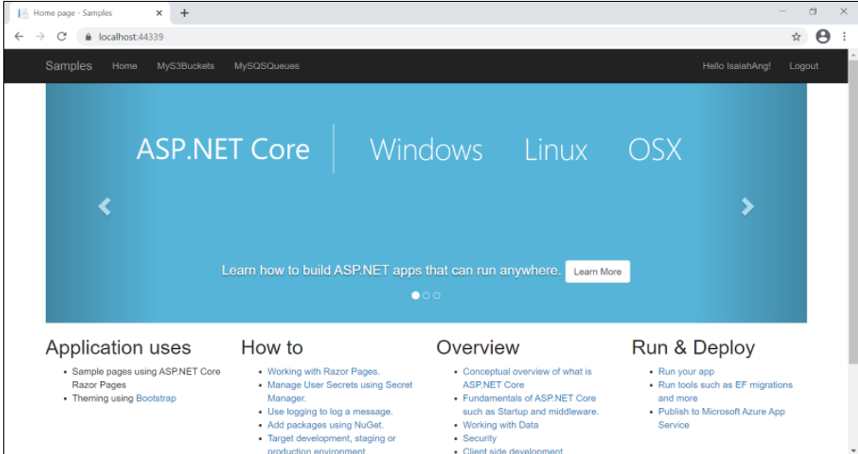 Home page - Samples
localhost:44339
Samples Home MyS3Buckets MySQSQueues Hello IsaiahAng! Logout
ASP.NET Core Windows Linux OSX
Learn how to build ASP.NET apps that can run anywhere. Learn More
Application uses
Sample pages using ASP.NET Core
Razor Pages
Theming using Bootstrap
How to
Working with Razor Pages.
Manage User Secrets using Secret
Manager.
Use logging to log a message.
Add packages using NuGet.
Target development, staging or
production environment.
Overview
Conceptual overview of what is
ASP.NET Core
Fundamentals of ASP.NET Core
such as Startup and middleware.
Working with Data
Security
Client side development
Run & Deploy
Run your app
Run tools such as EF migrations
and more
Publish to Microsoft Azure App
Service